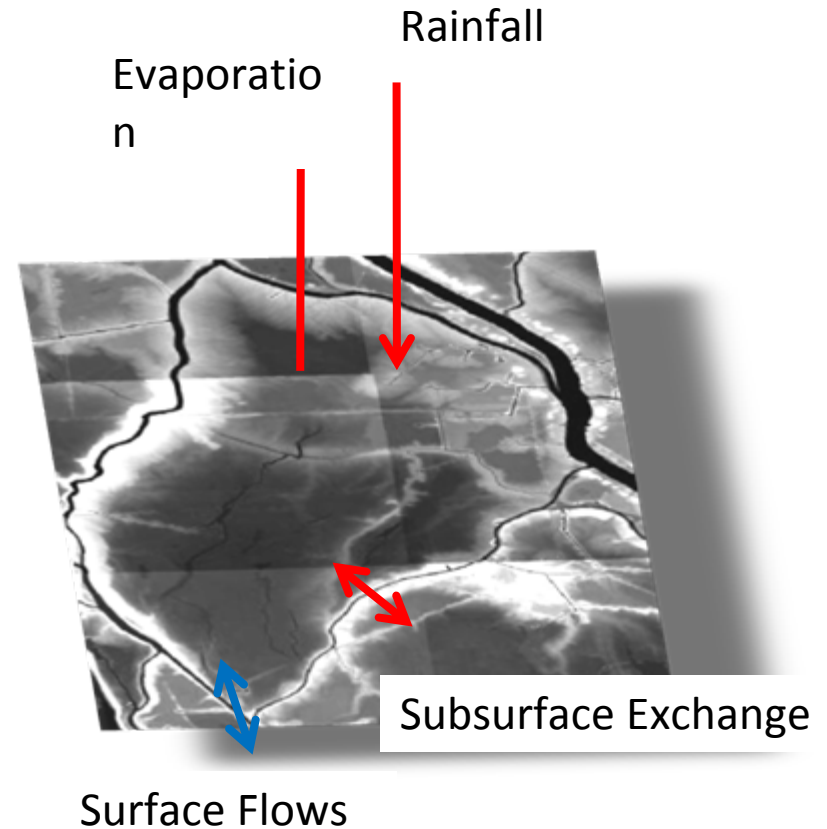 Rainfall
Evaporatio
n
Subsurface Exchange
Surface Flows